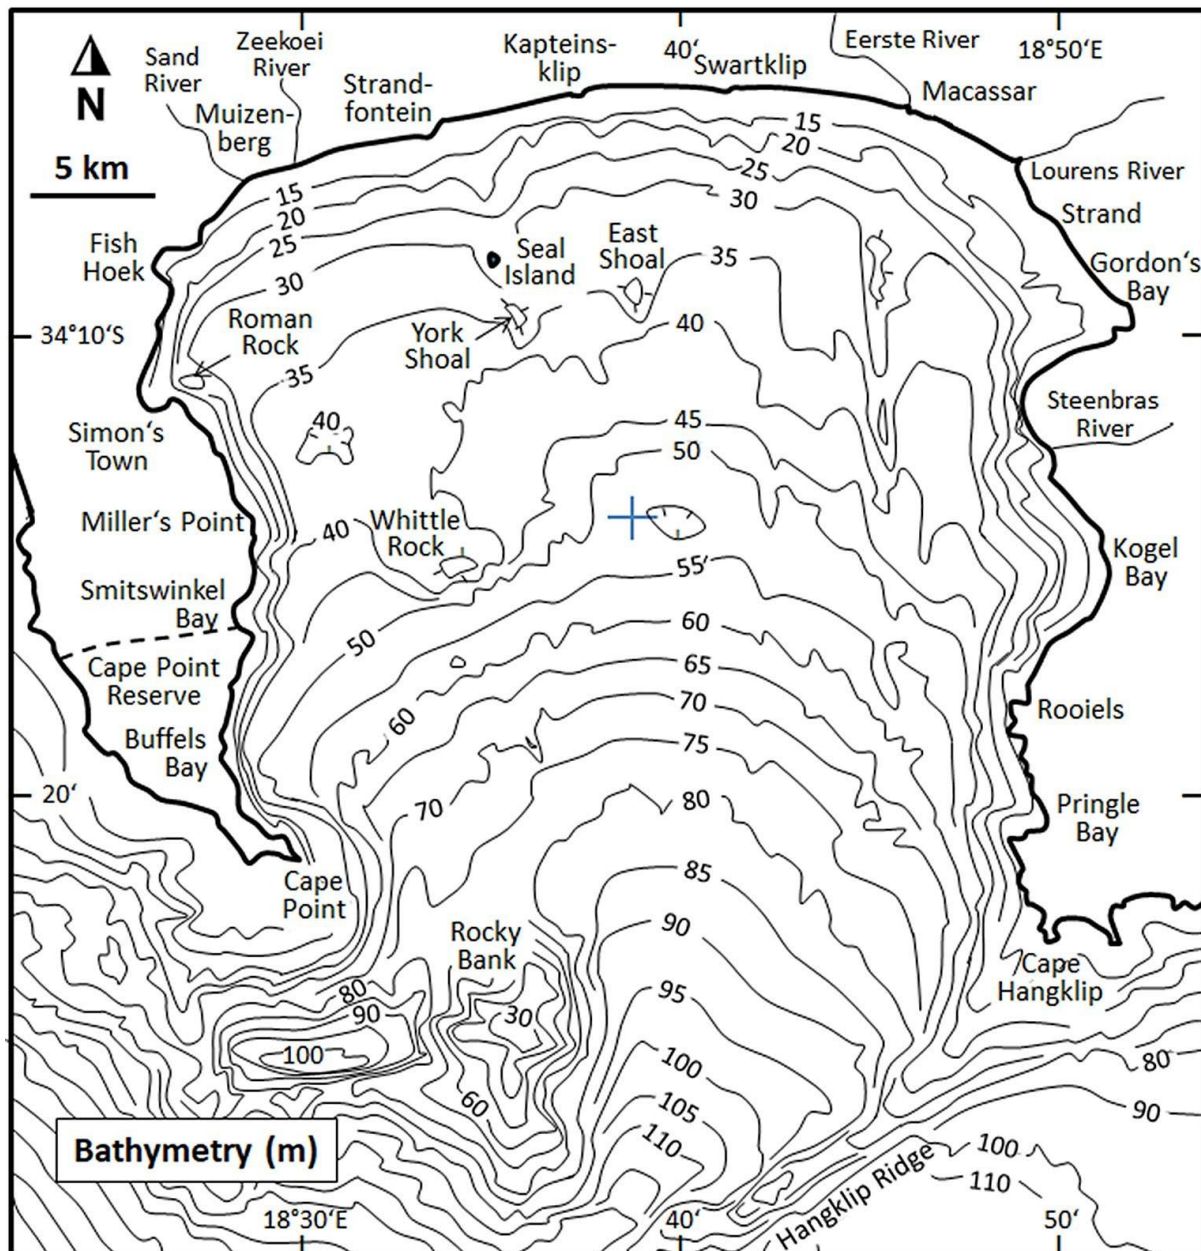 Eerste River
18°50‘E
40‘
Kapteins-
klip
Swartklip
Zeekoei
River
Sand
River
Strand-
fontein
Macassar
N
Muizen-
berg
15
20
5 km
25
Lourens River
15
30
20
Strand
25
Fish
Hoek
Seal
Island
East
Shoal
35
Gordon‘s
Bay
30
Roman
Rock
34°10‘S
York
Shoal
40
35
Steenbras
River
40
45
Simon‘s
Town
50
Miller‘s Point
40
Whittle
Rock
Kogel
Bay
55
Smitswinkel
Bay
60
50
65
Cape Point
Reserve
70
Rooiels
60
Buffels
Bay
75
20‘
80
70
Pringle
Bay
85
Cape
Point
90
Rocky
Bank
Cape
Hangklip
80
95
90
30
100
100
80
60
105
90
110
Bathymetry (m)
100
110
Hangklip Ridge
18°30‘E
40‘
50‘